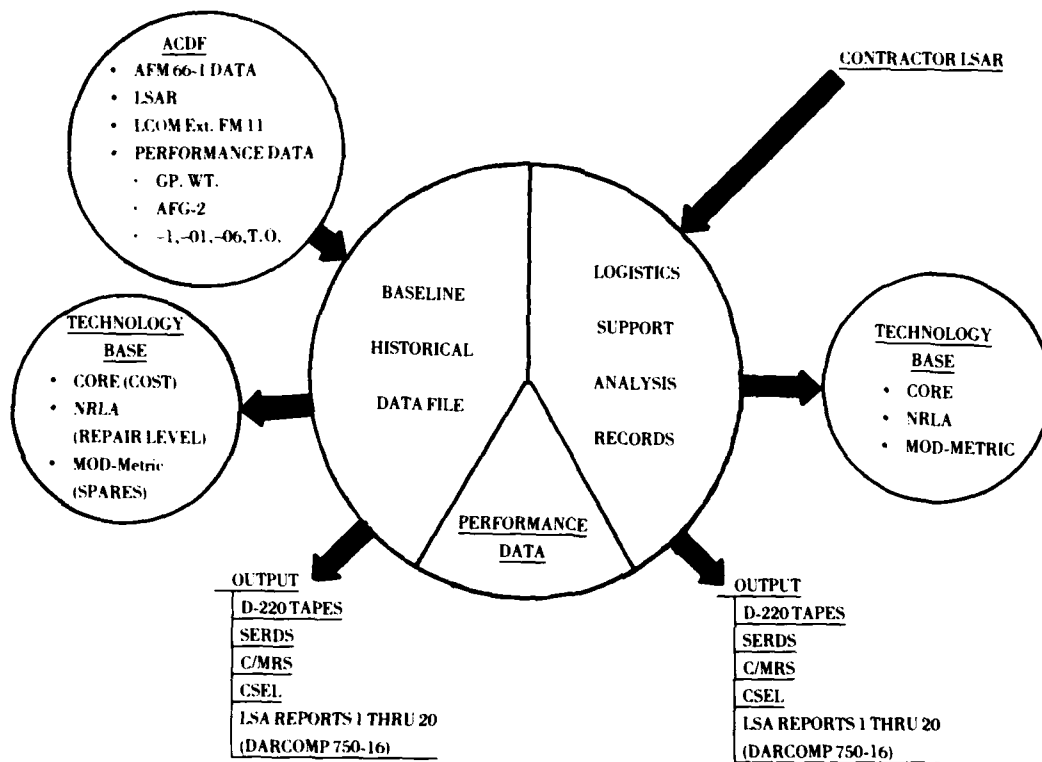 ACDF
• AFM 66-1 DATA
• LSAR
• LCOM Ext. FM 11
• PERFORMANCE DATA
· GP. WT.
· AFG-2
· -1,-01,-06,T.O.
CONTRACTOR LSAR
BASELINE
HISTORICAL
DATA FILE
LOGISTICS
SUPPORT
ANALYSIS
RECORDS
PERFORMANCE
DATA
TECHNOLOGY
BASE
• CORE (COST)
• NRLA
(REPAIR LEVEL)
• MOD-Metric
(SPARES)
TECHNOLOGY
BASE
• CORE
• NRLA
• MOD-METRIC
OUTPUT
D-220 TAPES
SERDS
C/MRS
CSEL
LSA REPORTS 1 THRU 20
(DARCOMP 750-16)
OUTPUT
D-220 TAPES
SERDS
C/MRS
CSEL
LSA REPORTS 1 THRU 20
(DARCOMP 750-16)